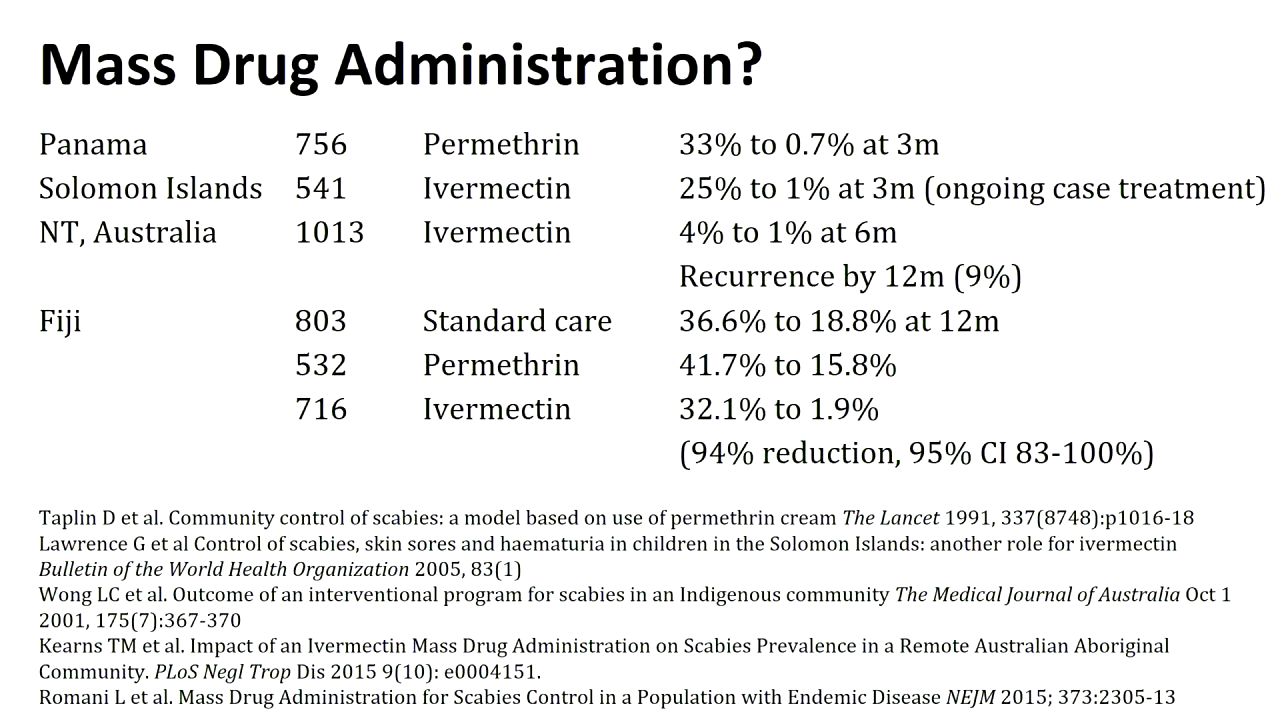 Mass Drug Administration?
Panama 756 Permethrin 33% to 0.7% at 3m
Solomon Islands 541 Ivermectin 25% to 1% at 3m (ongoing case treatment)
NT, Australia 1013 Ivermectin 4% to 1% at 6m
Recurrence by 12m (9%)
Fiji 803 Standard care 36.6% to 18.8% at 12m
532 Permethrin 41.7% to 15.8%
716 Ivermectin 32.1% to 1.9%
(94% reduction, 95% CI 83-100%)
Taplin D et al. Community control of scabies: a model based on use of permethrin cream The Lancet 1991, 337(8748):p1016-18
Lawrence G et al Control of scabies, skin sores and haematuria in children in the Solomon Islands: another role for ivermectin
Bulletin of the World Health Organization 2005, 83(1)
Wong LC et al. Outcome of an interventional program for scabies in an Indigenous community The Medical Journal of Australia Oct 1
2001, 175(7):367-370
Kearns TM et al. Impact of an Ivermectin Mass Drug Administration on Scabies Prevalence in a Remote Australian Aboriginal
Community. PLoS Negl Trop Dis 2015 9(10): e0004151.
Romani L et al. Mass Drug Administration for Scabies Control in a Population with Endemic Disease NEJM 2015; 373:2305-13